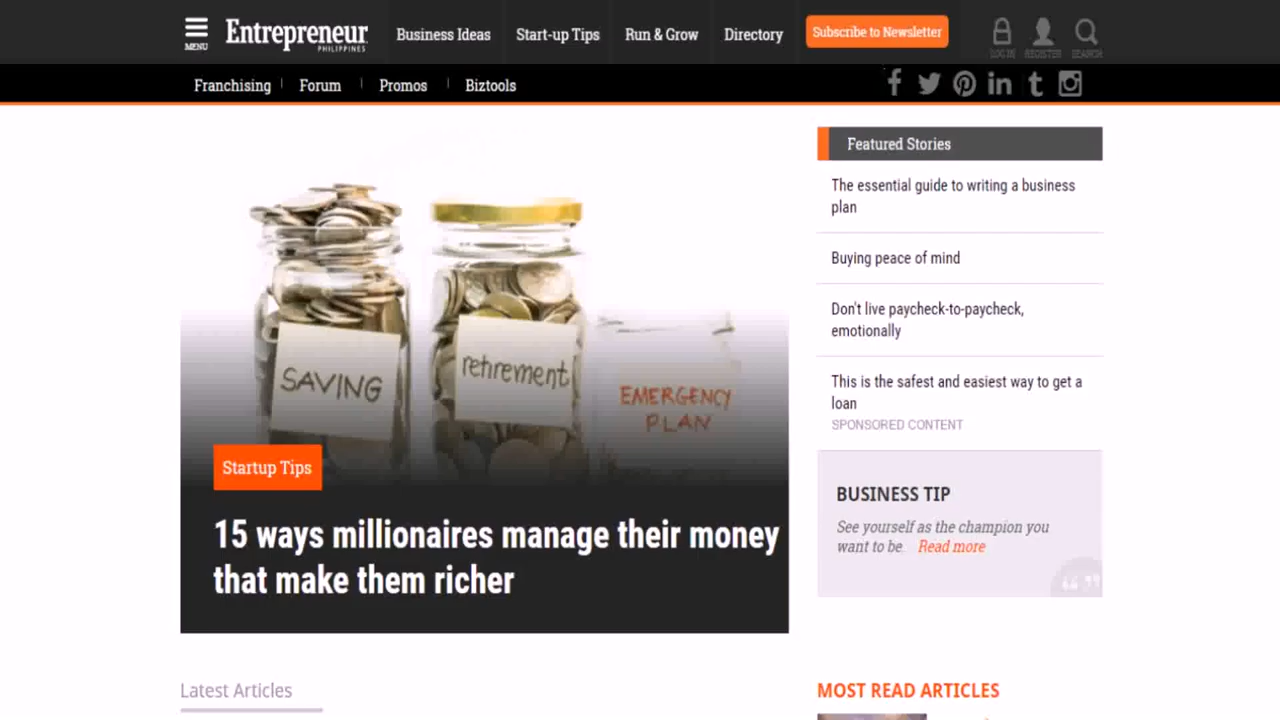 MENU
Entrepreneur
PHILIPPINES
Business Ideas
Start-up Tips
Run & Grow
Directory
Subscribe to Newsletter
LOG IN
REGISTER
SEARCH
Franchising
Forum
Promos
Biztools
SAVING
retirement
EMERGENCY
PLAN
Startup Tips
15 ways millionaires manage their money
that make them richer
Featured Stories
The essential guide to writing a business
plan
Buying peace of mind
Don't live paycheck-to-paycheck,
emotionally
This is the safest and easiest way to get a
loan
SPONSORED CONTENT
BUSINESS TIP
See yourself as the champion you
want to be.. Read more
Latest Articles
MOST READ ARTICLES